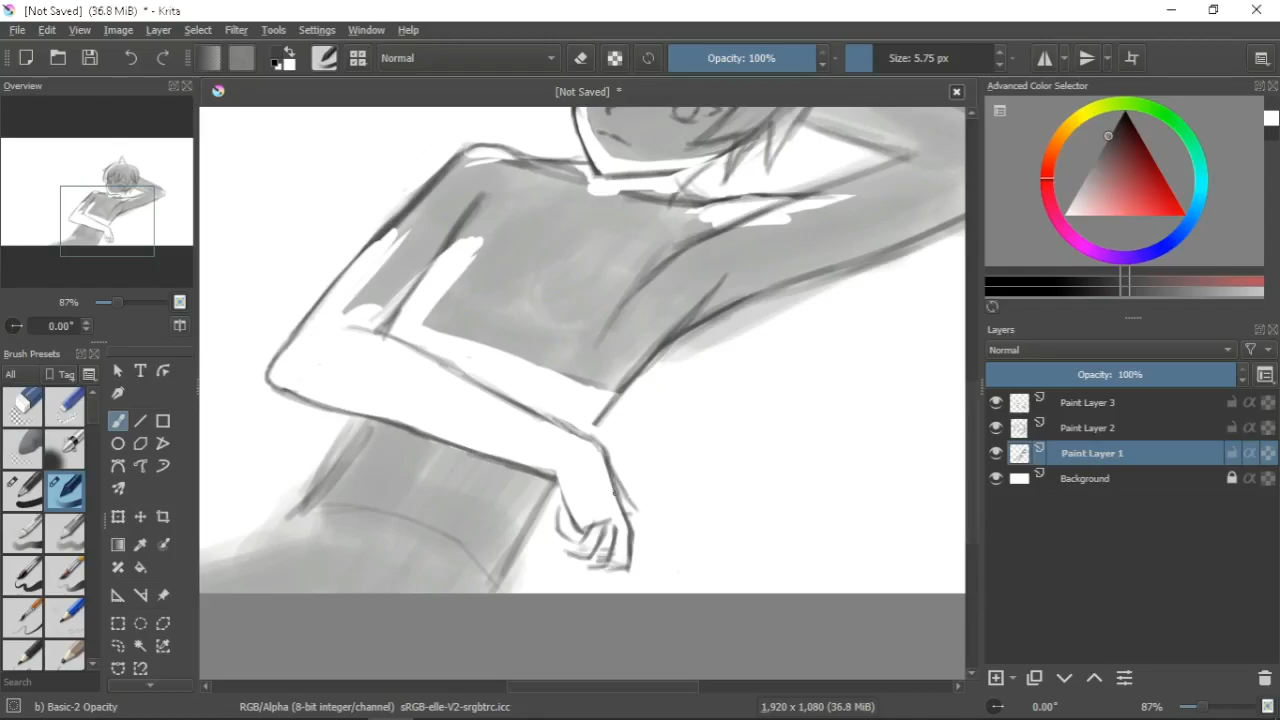 [Not Saved] (36.8 MiB) * - Krita
File Edit View Image Layer Select Filter Tools Settings Window Help
Normal
Opacity: 100%
Size: 5.75 px
Overview
[Not Saved] *
Advanced Color Selector
87%
0.00°
Brush Presets
All
Tag
Search
Layers
Normal
Opacity: 100%
Paint Layer 3
Paint Layer 2
Paint Layer 1
Background
b) Basic-2 Opacity
RGB/Alpha (8-bit integer/channel) sRGB-elle-V2-srgbtrc.icc
1,920 x 1,080 (36.8 MiB)
0.00°
87%